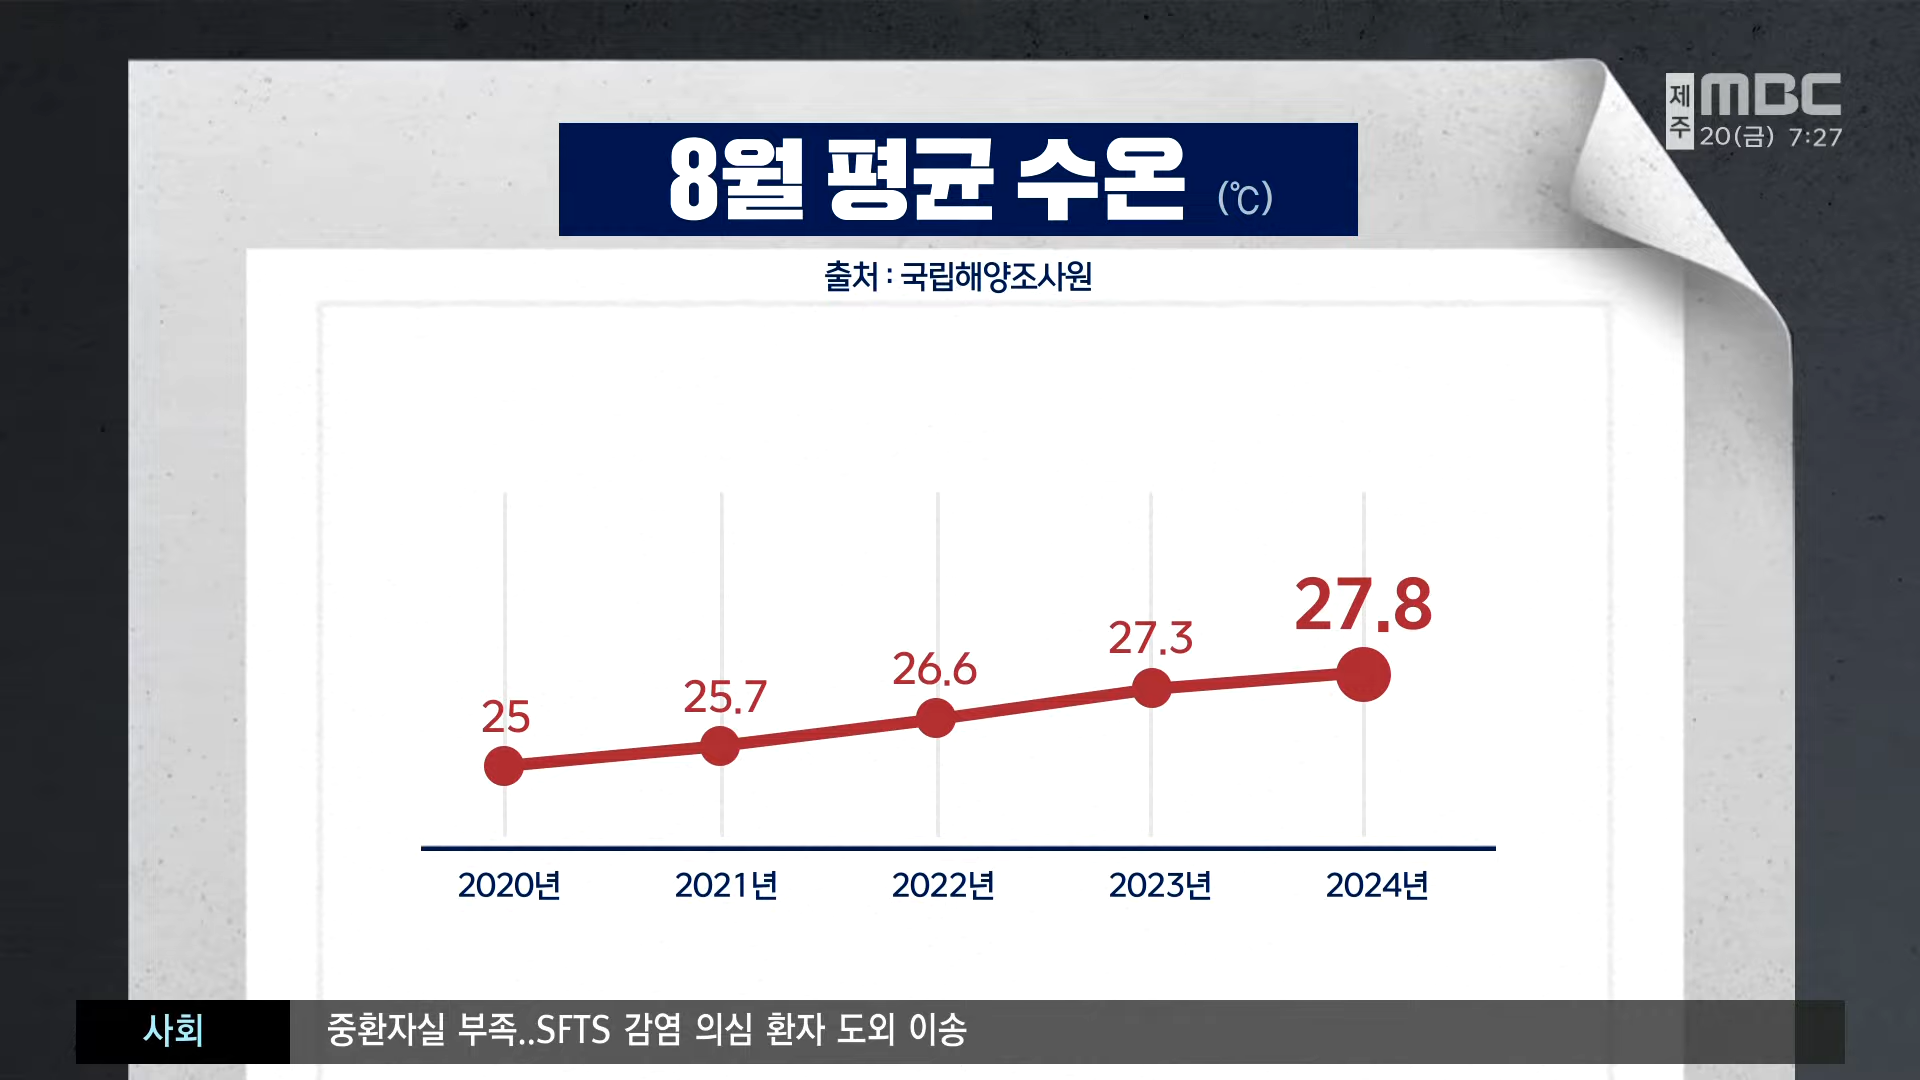 제주 MBC
20(금) 7:27
8월 평균 수온 (℃)
출처 : 국립해양조사원
25
25.7
26.6
27.3
27.8
2020년
2021년
2022년
2023년
2024년
사회
중환자실 부족..SFTS 감염 의심 환자 도외 이송